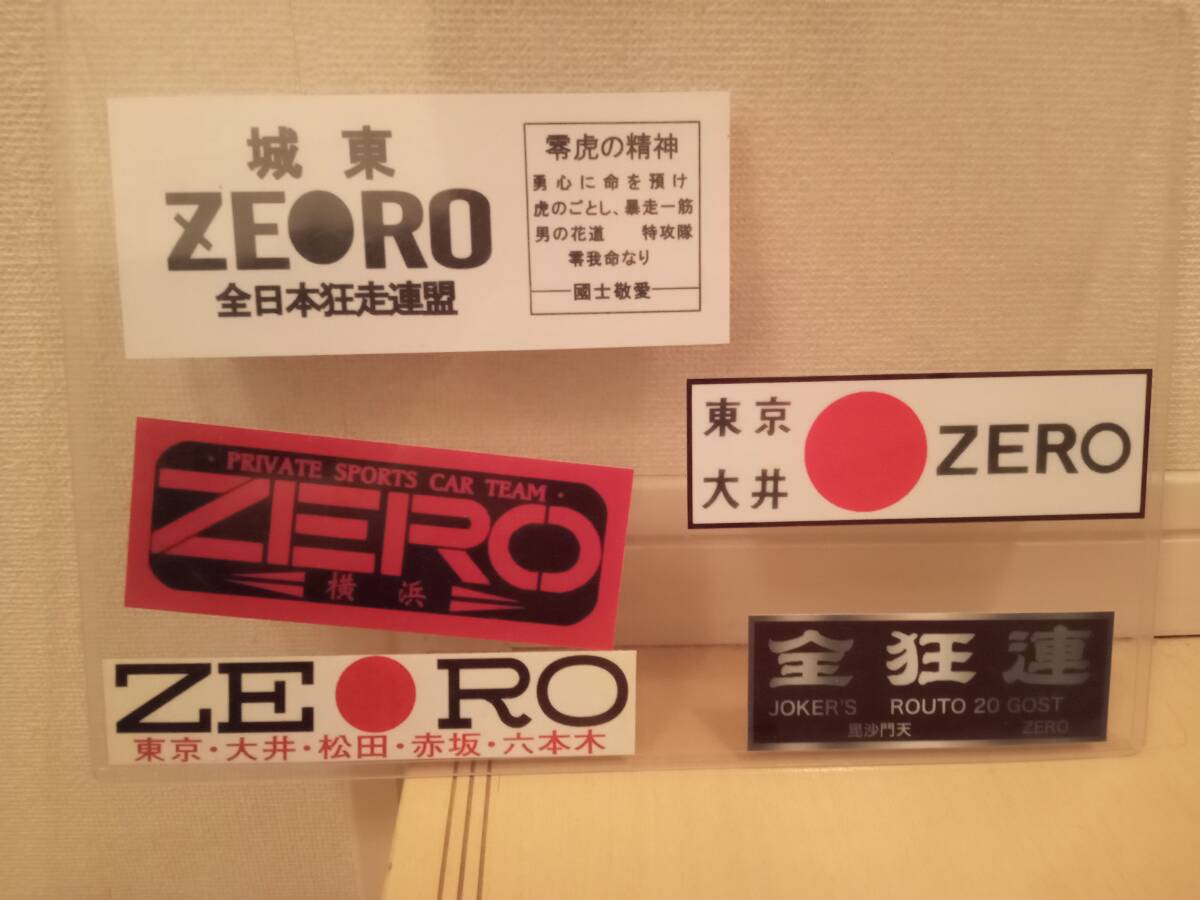 城東
ZERO
全日本狂走連盟
零虎の精神
勇心に命を預け
虎のごとし、暴走一筋
男の花道 特攻隊
零我命なり
國士敬愛
東京
大井
ZERO
・PRIVATE SPORTS CAR TEAM・
ZERO
横浜
ZERO
東京・大井・松田・赤坂・六本木
全狂連
JOKER'S ROUTO 20 GOST
毘沙門天 ZERO